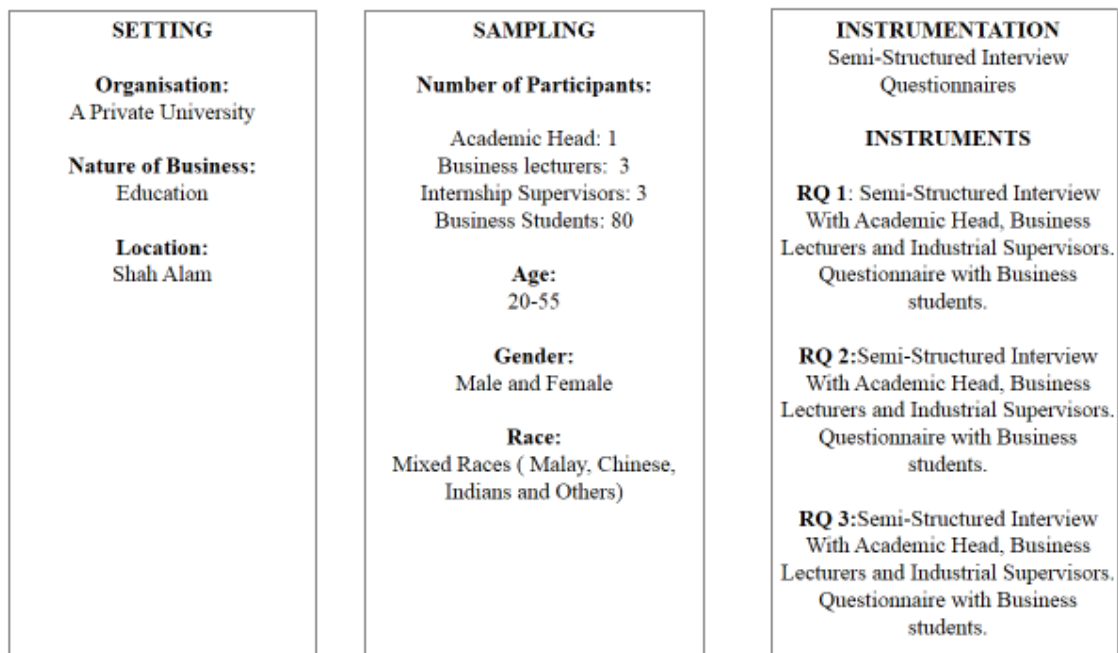 SETTING
Organisation:
A Private University
Nature of Business:
Education
Location:
Shah Alam
SAMPLING
Number of Participants:
Academic Head: 1
Business lecturers:  3
Internship Supervisors: 3
Business Students: 80
Age:
20-55
Gender:
Male and Female
Race:
Mixed Races ( Malay, Chinese,
Indians and Others)
INSTRUMENTATION
Semi-Structured Interview
Questionnaires
INSTRUMENTS
RQ 1: Semi-Structured Interview
With Academic Head, Business
Lecturers and Industrial Supervisors.
Questionnaire with Business
students.
RQ 2:Semi-Structured Interview
With Academic Head, Business
Lecturers and Industrial Supervisors.
Questionnaire with Business
students.
RQ 3:Semi-Structured Interview
With Academic Head, Business
Lecturers and Industrial Supervisors.
Questionnaire with Business
students.